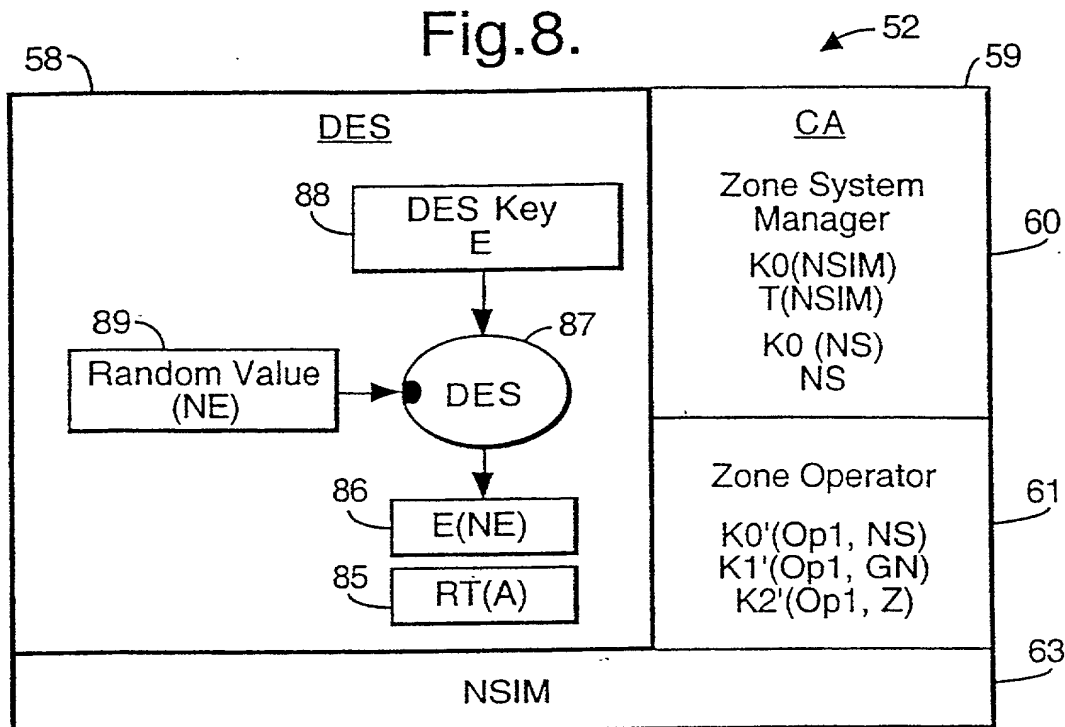 Fig.8.
52
58
59
DES
88
DES Key
E
89
Random Value
(NE)
87
DES
86
E(NE)
85
RT(A)
CA
Zone System
Manager
K0(NSIM)
T(NSIM)
K0 (NS)
NS
60
Zone Operator
K0'(Op1, NS)
K1'(Op1, GN)
K2'(Op1, Z)
61
NSIM
63